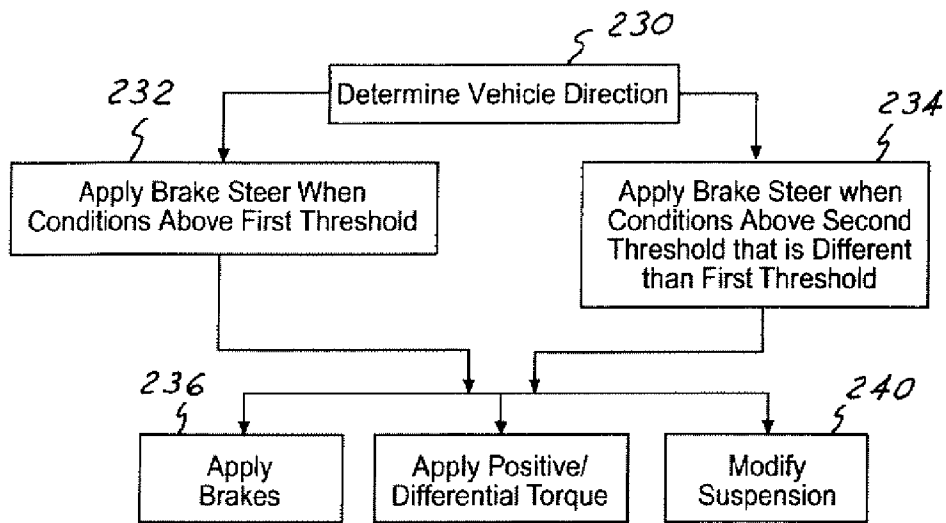 230
Determine Vehicle Direction
232
Apply Brake Steer When
Conditions Above First Threshold
234
Apply Brake Steer when
Conditions Above Second
Threshold that is Different
than First Threshold
236
Apply
Brakes
Apply Positive/
Differential Torque
240
Modify
Suspension